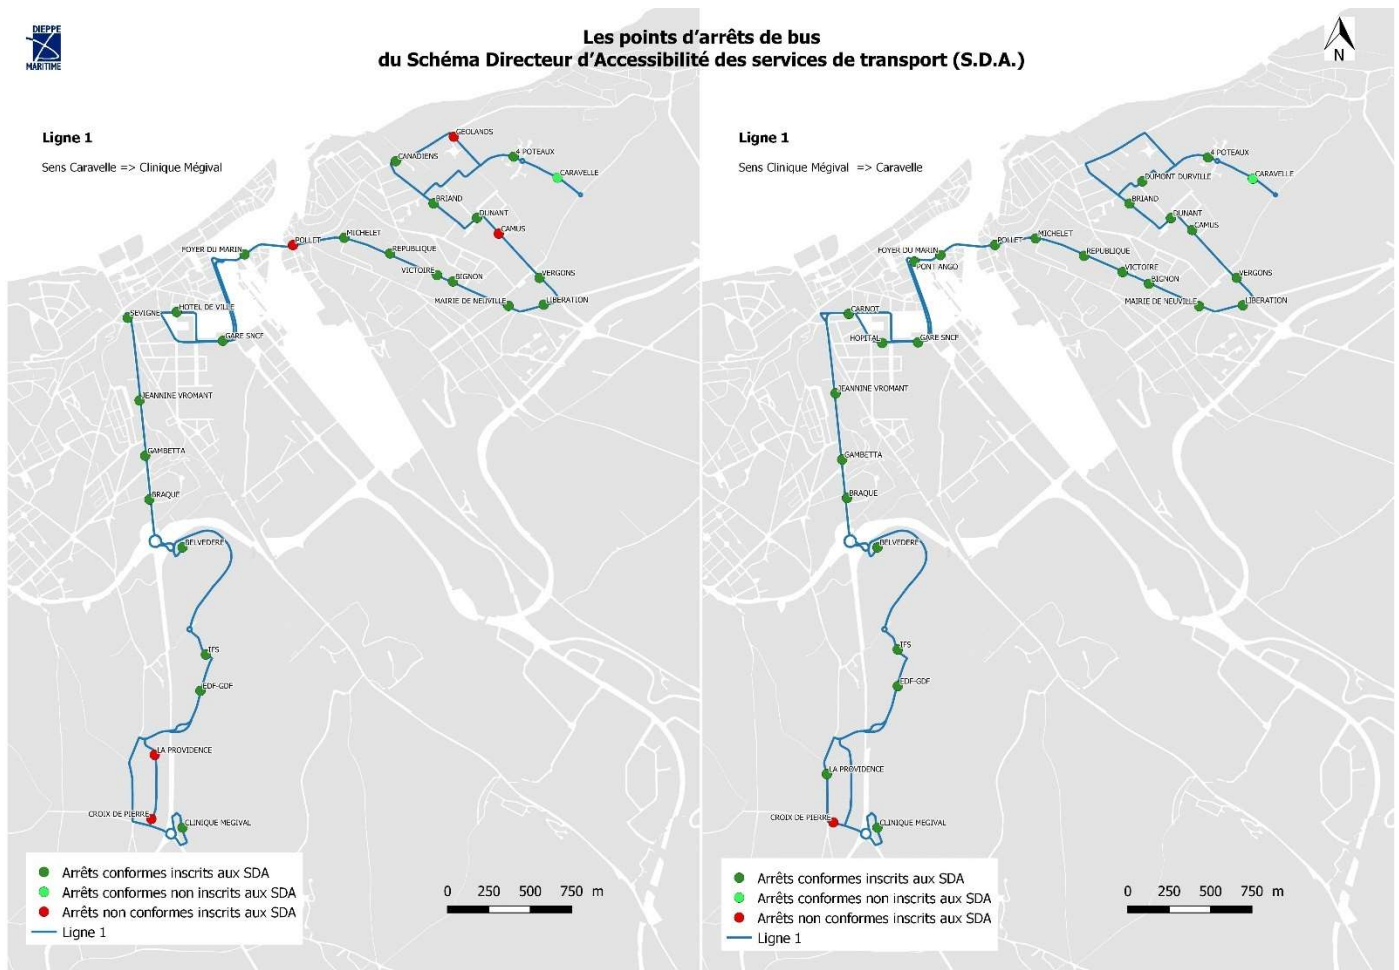 DIEPPE
MARITIME
Les points d'arrêts de bus
du Schéma Directeur d'Accessibilité des services de transport (S.D.A.)
N
Ligne 1
Sens Caravelle => Clinique Mégival
GEOLANDS
CANADIENS
4 POTEAUX
CARAVELLE
BRIAND
DUNANT
CAMUS
POLLET
MICHELET
FOYER DU MARIN
REPUBLIQUE
VICTOIRE
BIGNON
VERGONS
MAIRIE DE NEUVILLE
LIBERATION
HOTEL DE VILLE
SEVIGNE
GARE SNCF
JEANNINE VROMANT
GAMBETTA
BRAQUE
BELVEDERE
IFS
EDF-GDF
LA PROVIDENCE
CROIX DE PIERRE
CLINIQUE MEGIVAL
Arrêts conformes inscrits aux SDA
Arrêts conformes non inscrits aux SDA
Arrêts non conformes inscrits aux SDA
Ligne 1
0 250 500 750 m
Ligne 1
Sens Clinique Mégival => Caravelle
4 POTEAUX
CARAVELLE
DUMONT DURVILLE
BRIAND
DUNANT
CAMUS
POLLET
MICHELET
FOYER DU MARIN
PONT ANGO
REPUBLIQUE
VICTOIRE
BIGNON
VERGONS
MAIRIE DE NEUVILLE
LIBERATION
CARNOT
HOPITAL
GARE SNCF
JEANNINE VROMANT
GAMBETTA
BRAQUE
BELVEDERE
IFS
EDF-GDF
LA PROVIDENCE
CROIX DE PIERRE
CLINIQUE MEGIVAL
Arrêts conformes inscrits aux SDA
Arrêts conformes non inscrits aux SDA
Arrêts non conformes inscrits aux SDA
Ligne 1
0 250 500 750 m